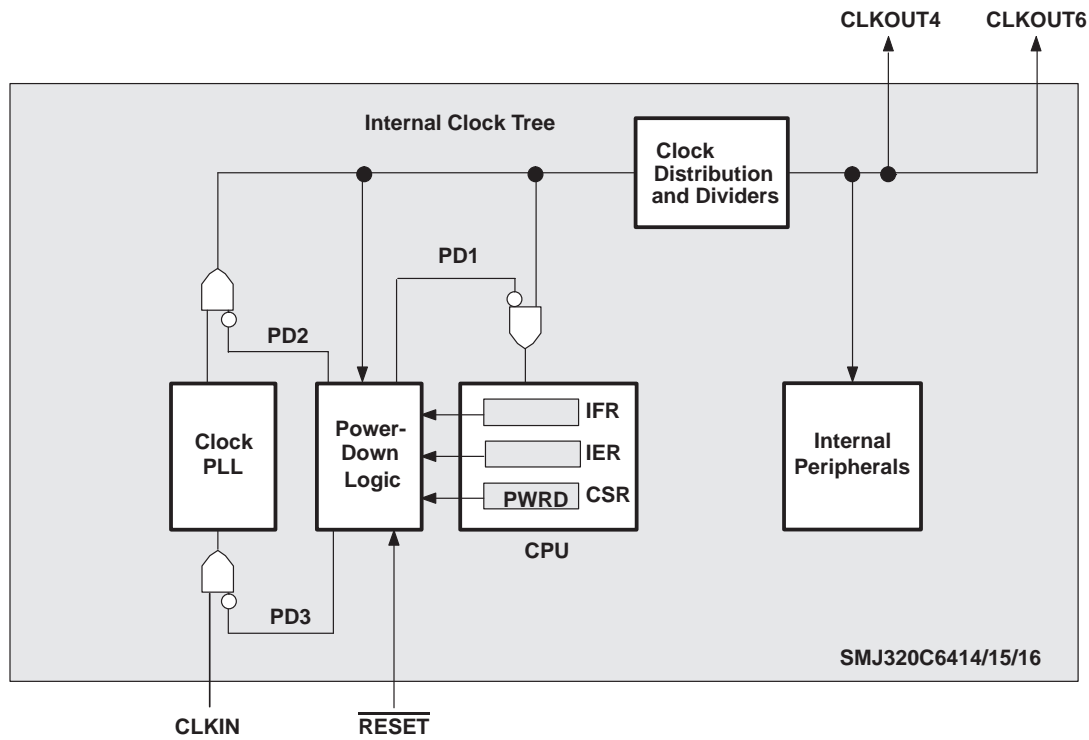 CLKOUT4 CLKOUT6
Internal Clock Tree
Clock
Distribution
and Dividers
PD1
PD2
Clock
PLL
Power-
Down
Logic
IFR
IER
PWRD CSR
CPU
Internal
Peripherals
PD3
SMJ320C6414/15/16
CLKIN RESET